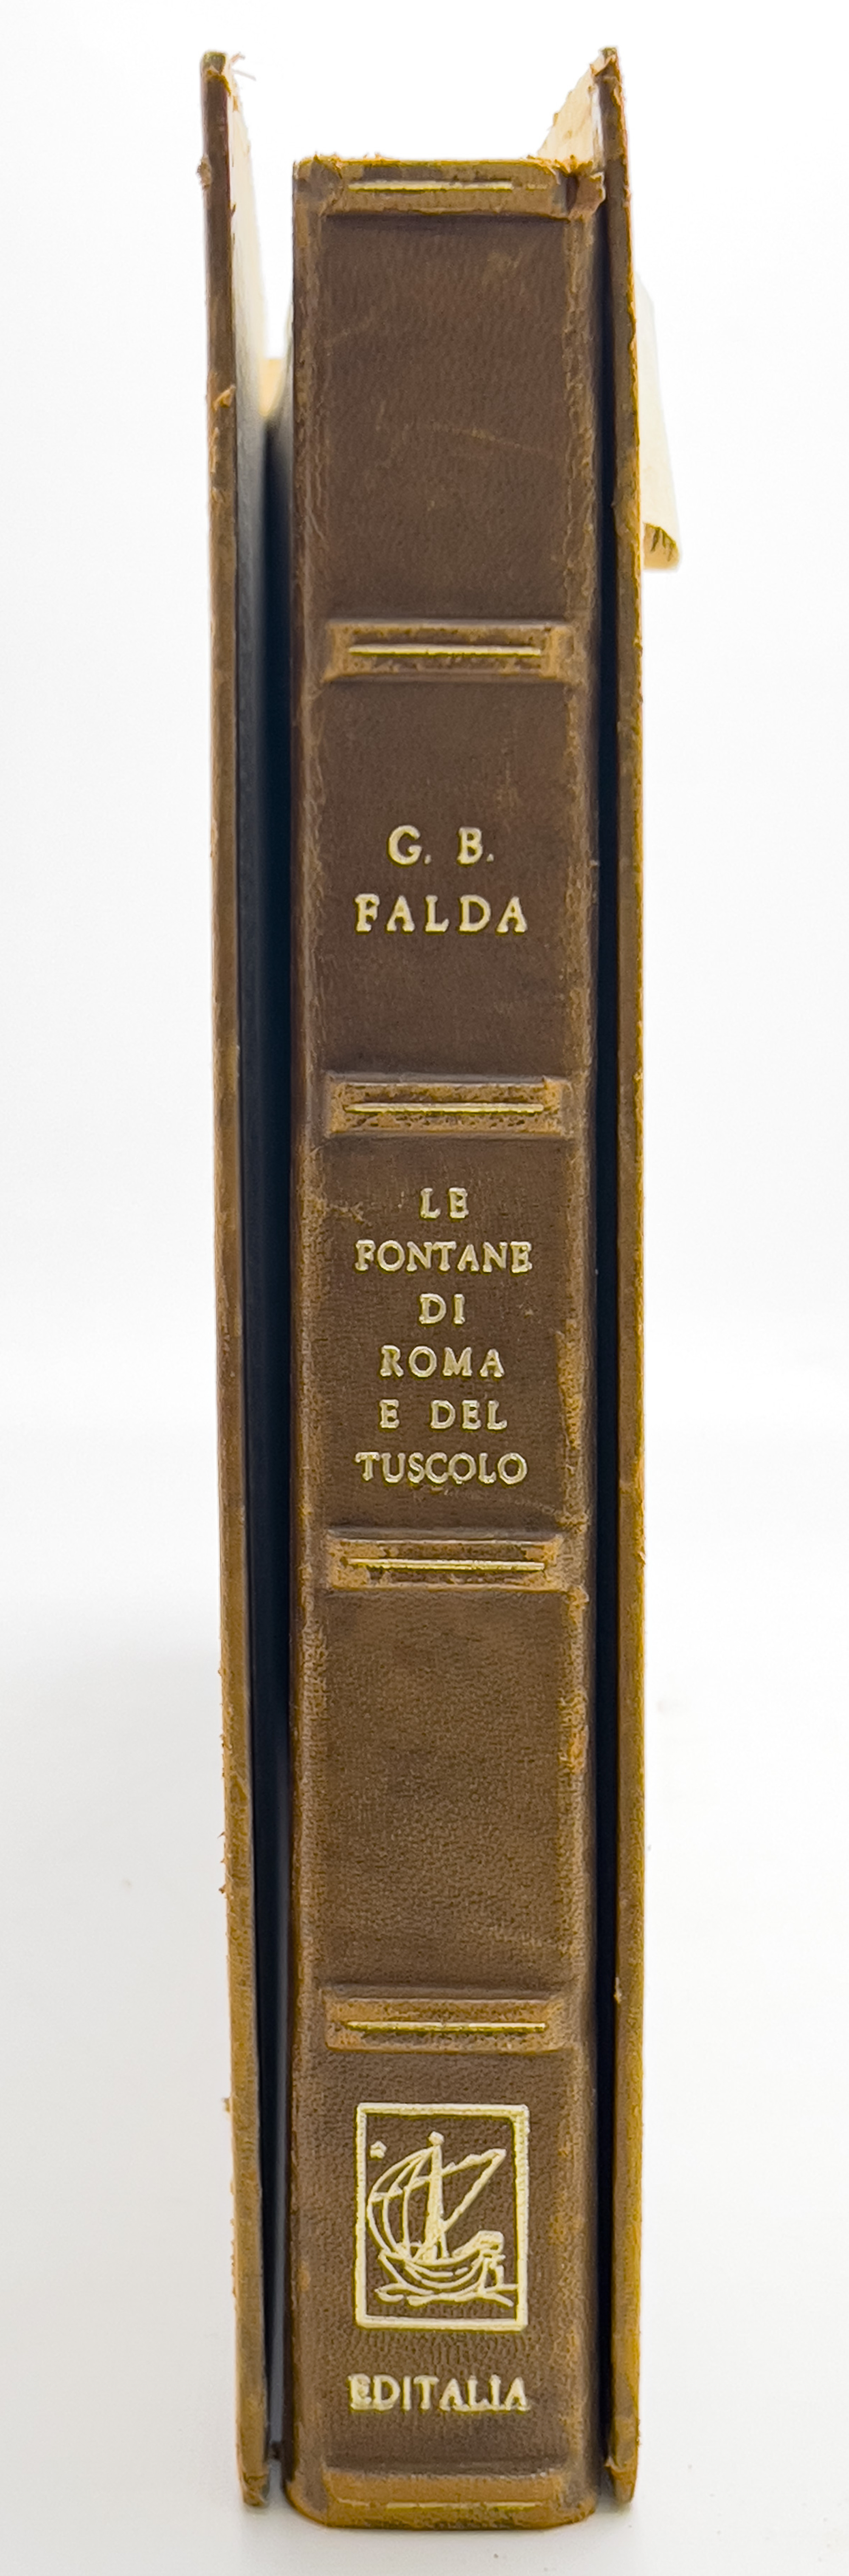 G. B.
FALDA
LE
FONTANE
DI
ROMA
E DEL
TUSCOLO
EDITALIA